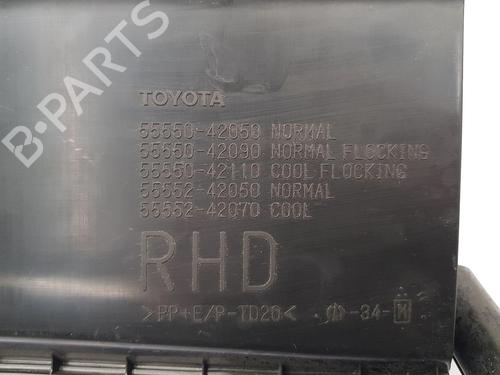 TOYOTA
55550-42050 NORMAL
55550-42090 NORMAL FLOCKING
55550-42110 COOL FLOCKING
55552-42050 NORMAL
55552-42070 COOL
RHD
>PP+E/P-TD20< -34- M
B-PARTS